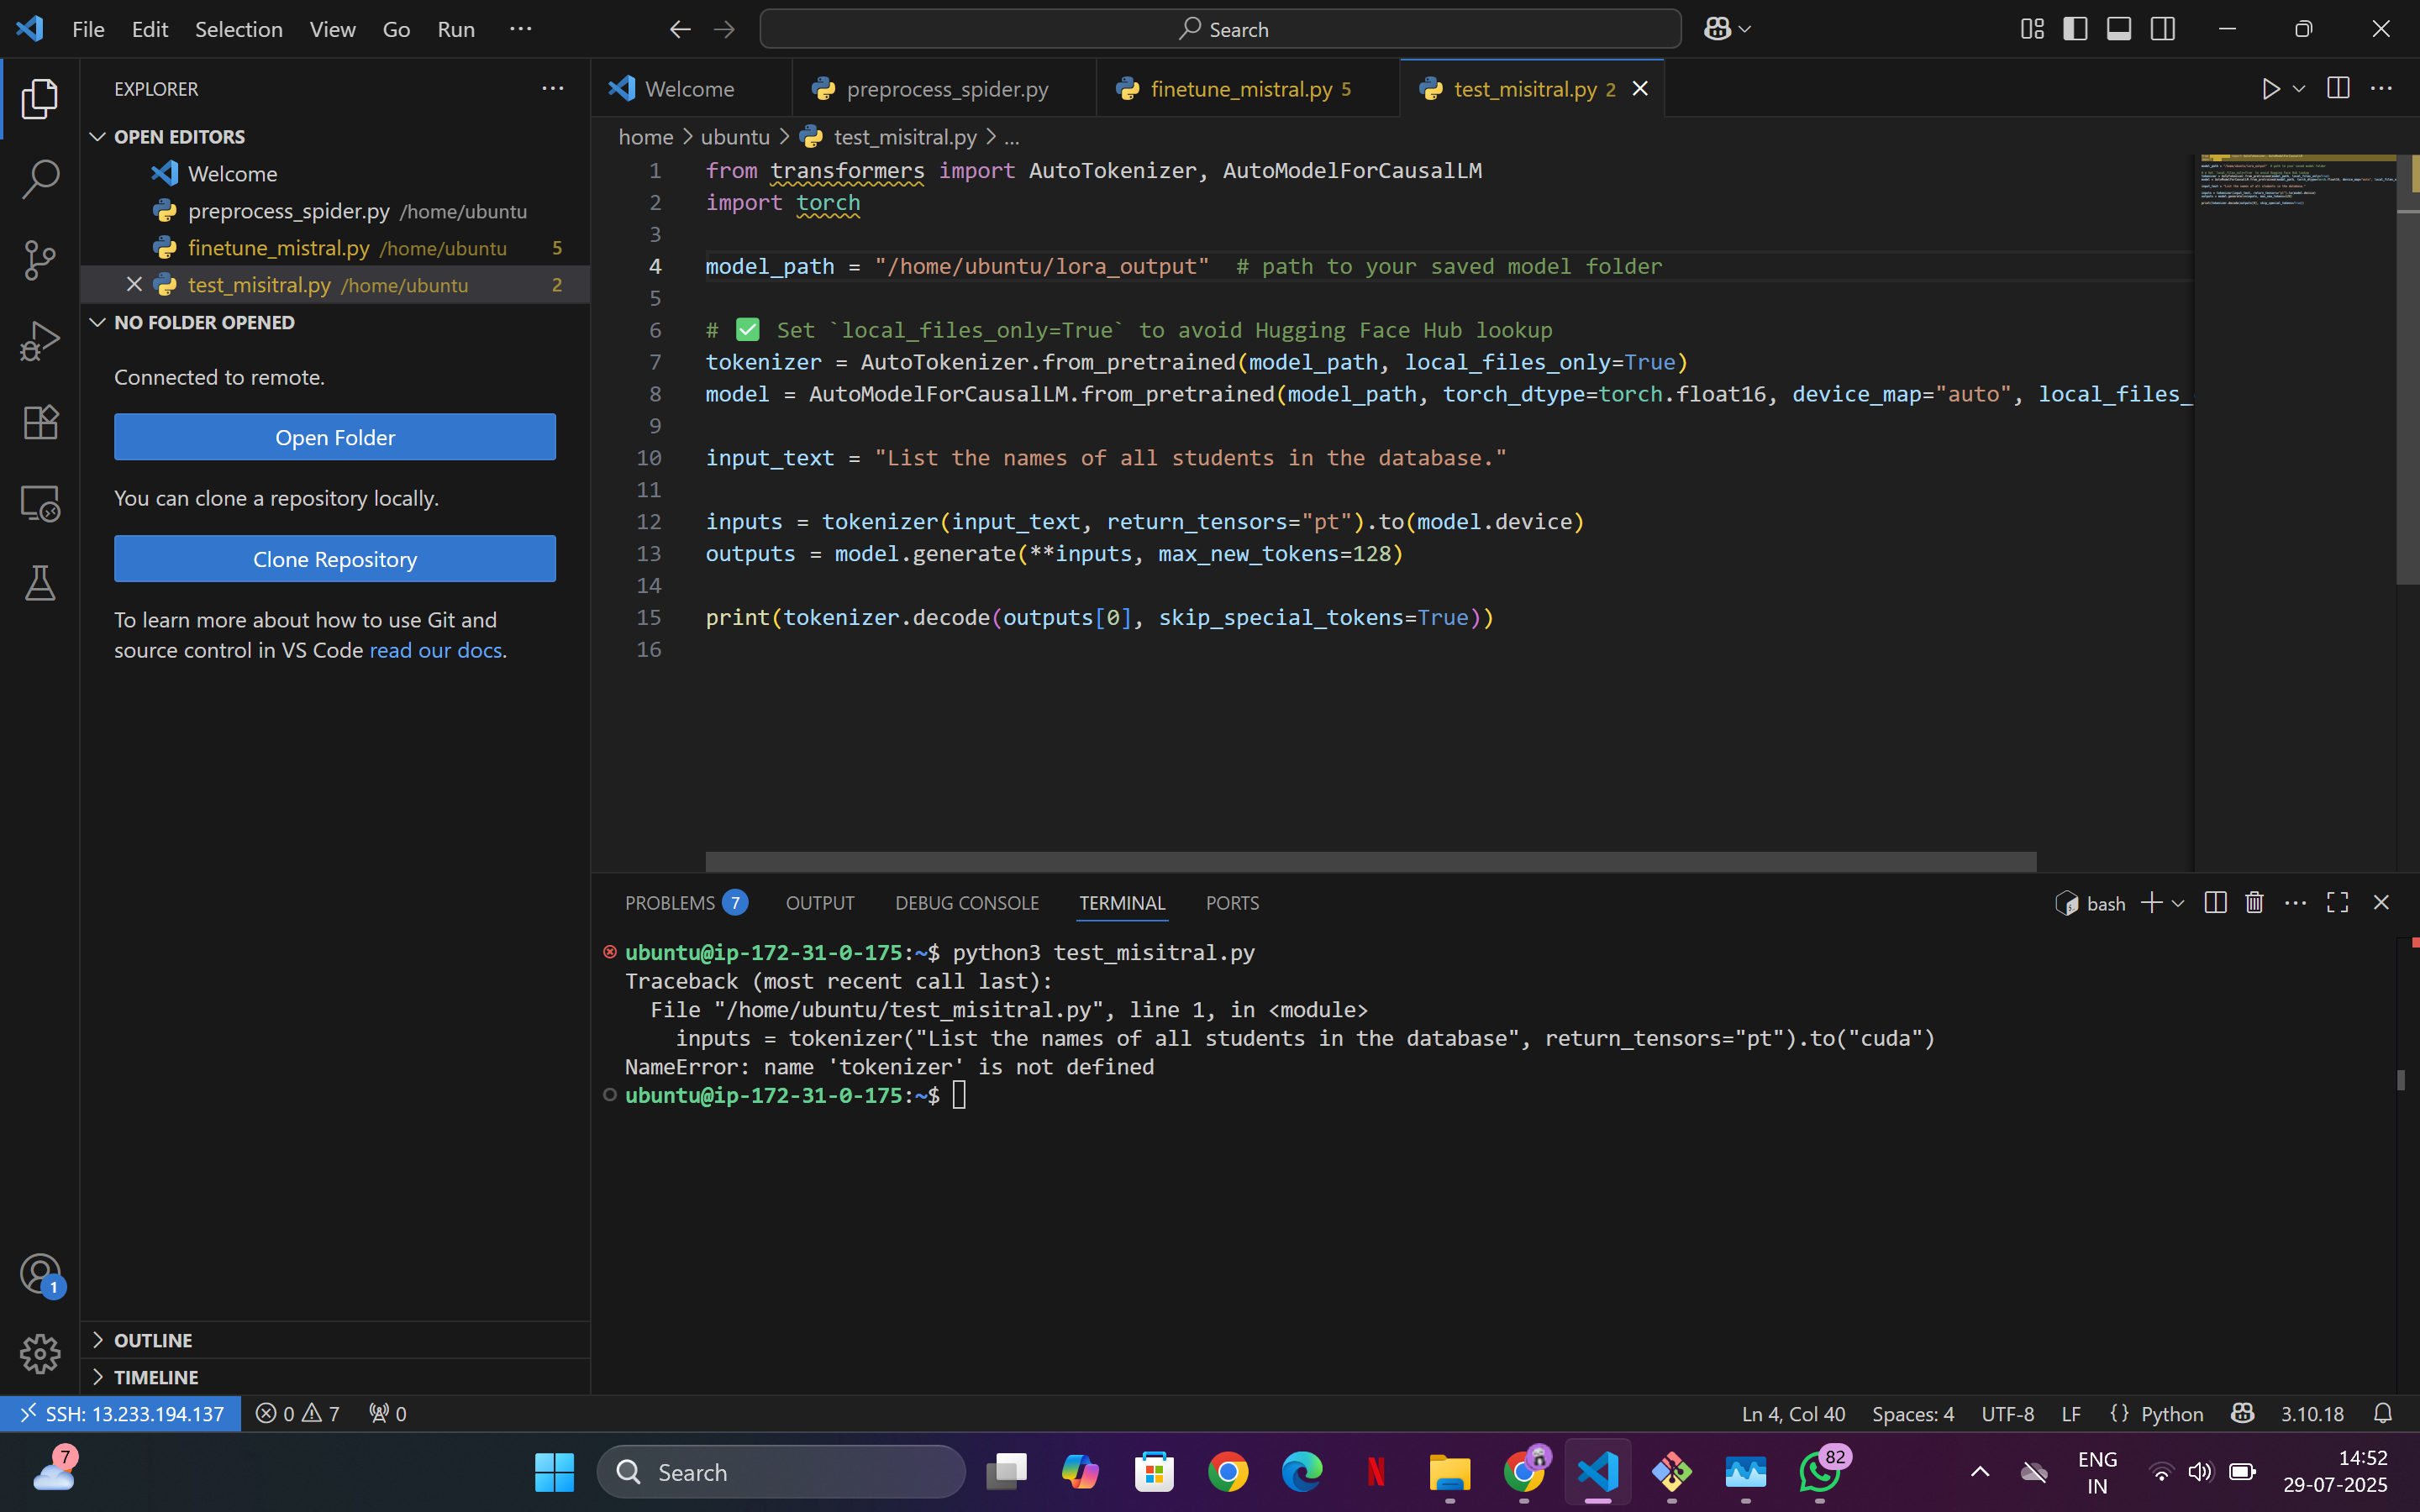 File Edit Selection View Go Run ...
Search
EXPLORER ...
OPEN EDITORS
Welcome
preprocess_spider.py /home/ubuntu
finetune_mistral.py /home/ubuntu 5
test_misitral.py /home/ubuntu 2
NO FOLDER OPENED
Connected to remote.
Open Folder
You can clone a repository locally.
Clone Repository
To learn more about how to use Git and
source control in VS Code read our docs.
1
OUTLINE
TIMELINE
Welcome preprocess_spider.py finetune_mistral.py 5 test_misitral.py 2
home > ubuntu > test_misitral.py > ...
1 from transformers import AutoTokenizer, AutoModelForCausalLM
2 import torch
3
4 model_path = "/home/ubuntu/lora_output"  # path to your saved model folder
5
6 # ✅ Set `local_files_only=True` to avoid Hugging Face Hub lookup
7 tokenizer = AutoTokenizer.from_pretrained(model_path, local_files_only=True)
8 model = AutoModelForCausalLM.from_pretrained(model_path, torch_dtype=torch.float16, device_map="auto", local_files_
9
10 input_text = "List the names of all students in the database."
11
12 inputs = tokenizer(input_text, return_tensors="pt").to(model.device)
13 outputs = model.generate(**inputs, max_new_tokens=128)
14
15 print(tokenizer.decode(outputs[0], skip_special_tokens=True))
16
PROBLEMS 7 OUTPUT DEBUG CONSOLE TERMINAL PORTS
bash
ubuntu@ip-172-31-0-175:~$ python3 test_misitral.py
Traceback (most recent call last):
  File "/home/ubuntu/test_misitral.py", line 1, in <module>
    inputs = tokenizer("List the names of all students in the database", return_tensors="pt").to("cuda")
NameError: name 'tokenizer' is not defined
ubuntu@ip-172-31-0-175:~$
SSH: 13.233.194.137 0 7 0
Ln 4, Col 40 Spaces: 4 UTF-8 LF {} Python 3.10.18
7
Search
82
ENG
IN
14:52
29-07-2025